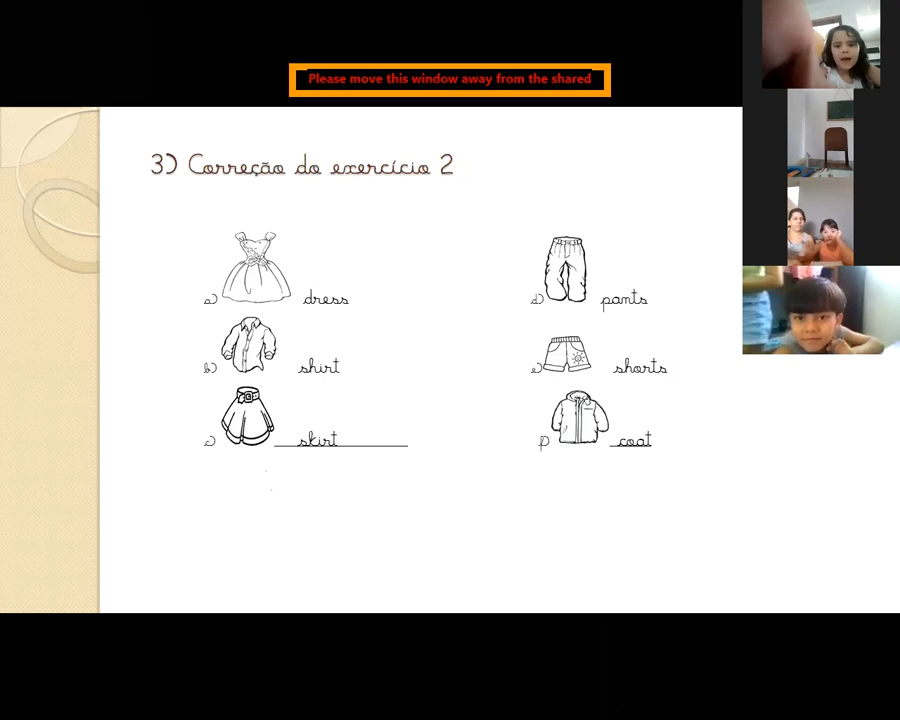 Please move this window away from the shared
3) Correção do exercício 2
a) dress
d) pants
b) shirt
e) shorts
c) skirt
f) coat